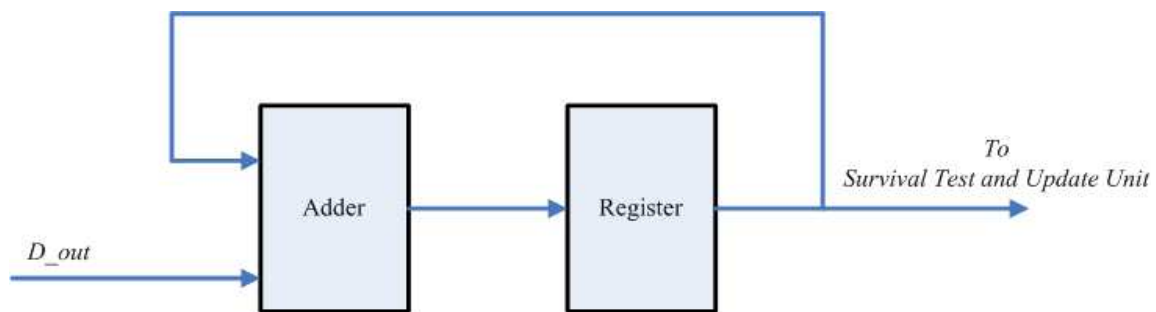 To
Survival Test and Update Unit
Adder
Register
D_out